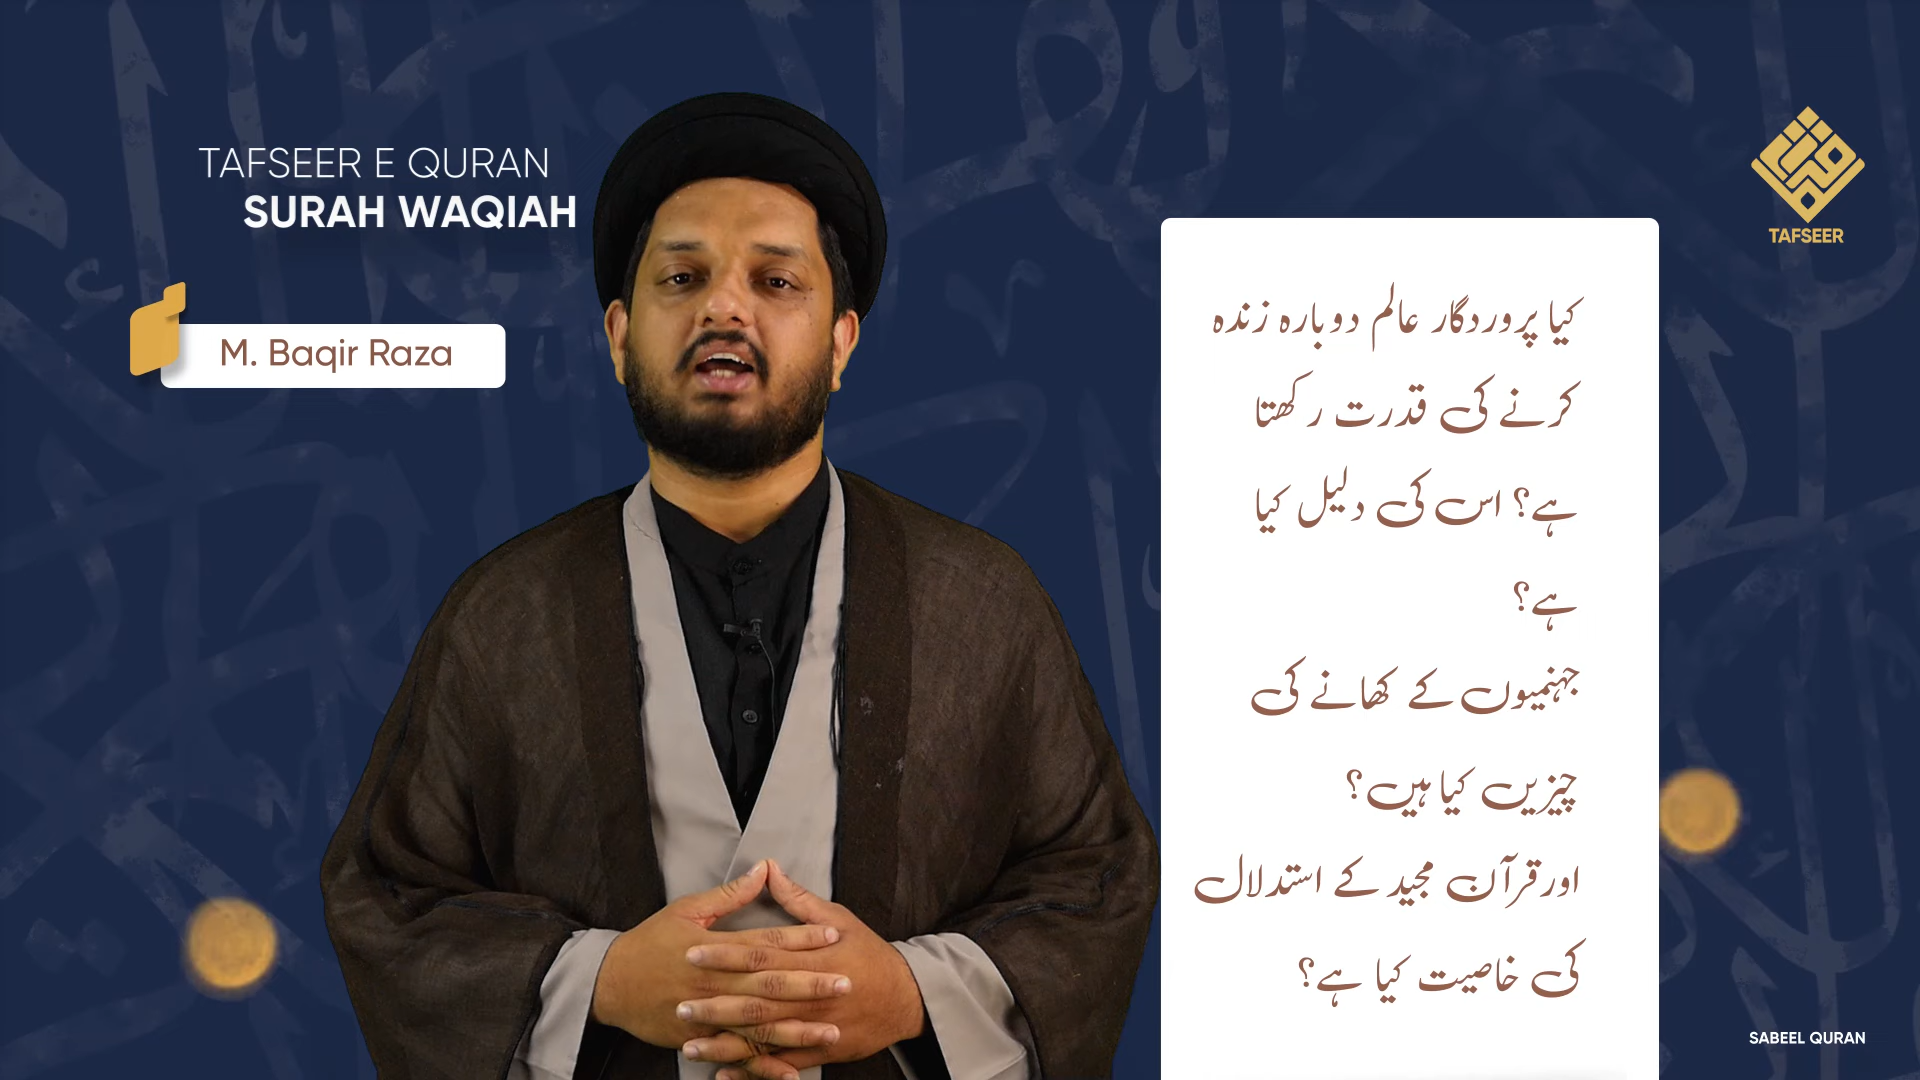 TAFSEER E QURAN
SURAH WAQIAH
M. Baqir Raza
TAFSEER
کیا پروردگار عالم دوبارہ زندہ
کرنے کی قدرت رکھتا
ہے؟ اس کی دلیل کیا
ہے؟
جہنمیوں کے کھانے کی
چیزیں کیا ہیں؟
اور قرآن مجید کے استدلال
کی خاصیت کیا ہے؟
SABEEL QURAN